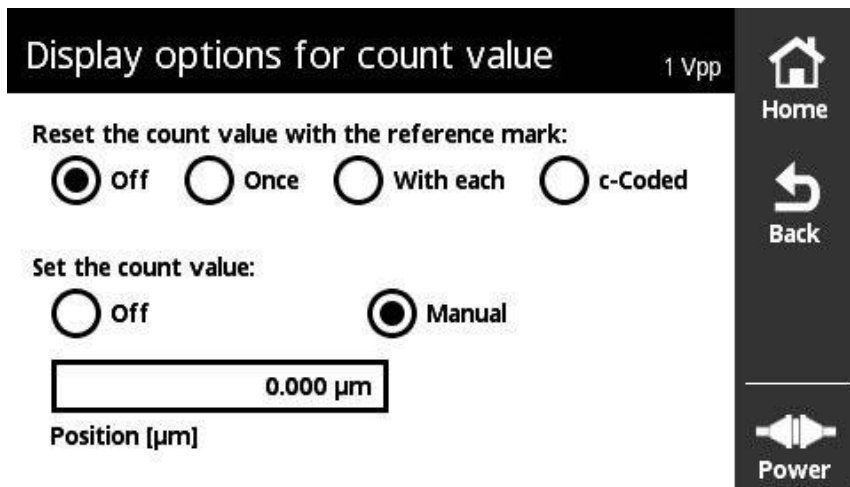 Display options for count value
1 Vpp
Home
Reset the count value with the reference mark:
Off Once With each c-Coded
Back
Set the count value:
Off Manual
0.000 µm
Position [µm]
Power